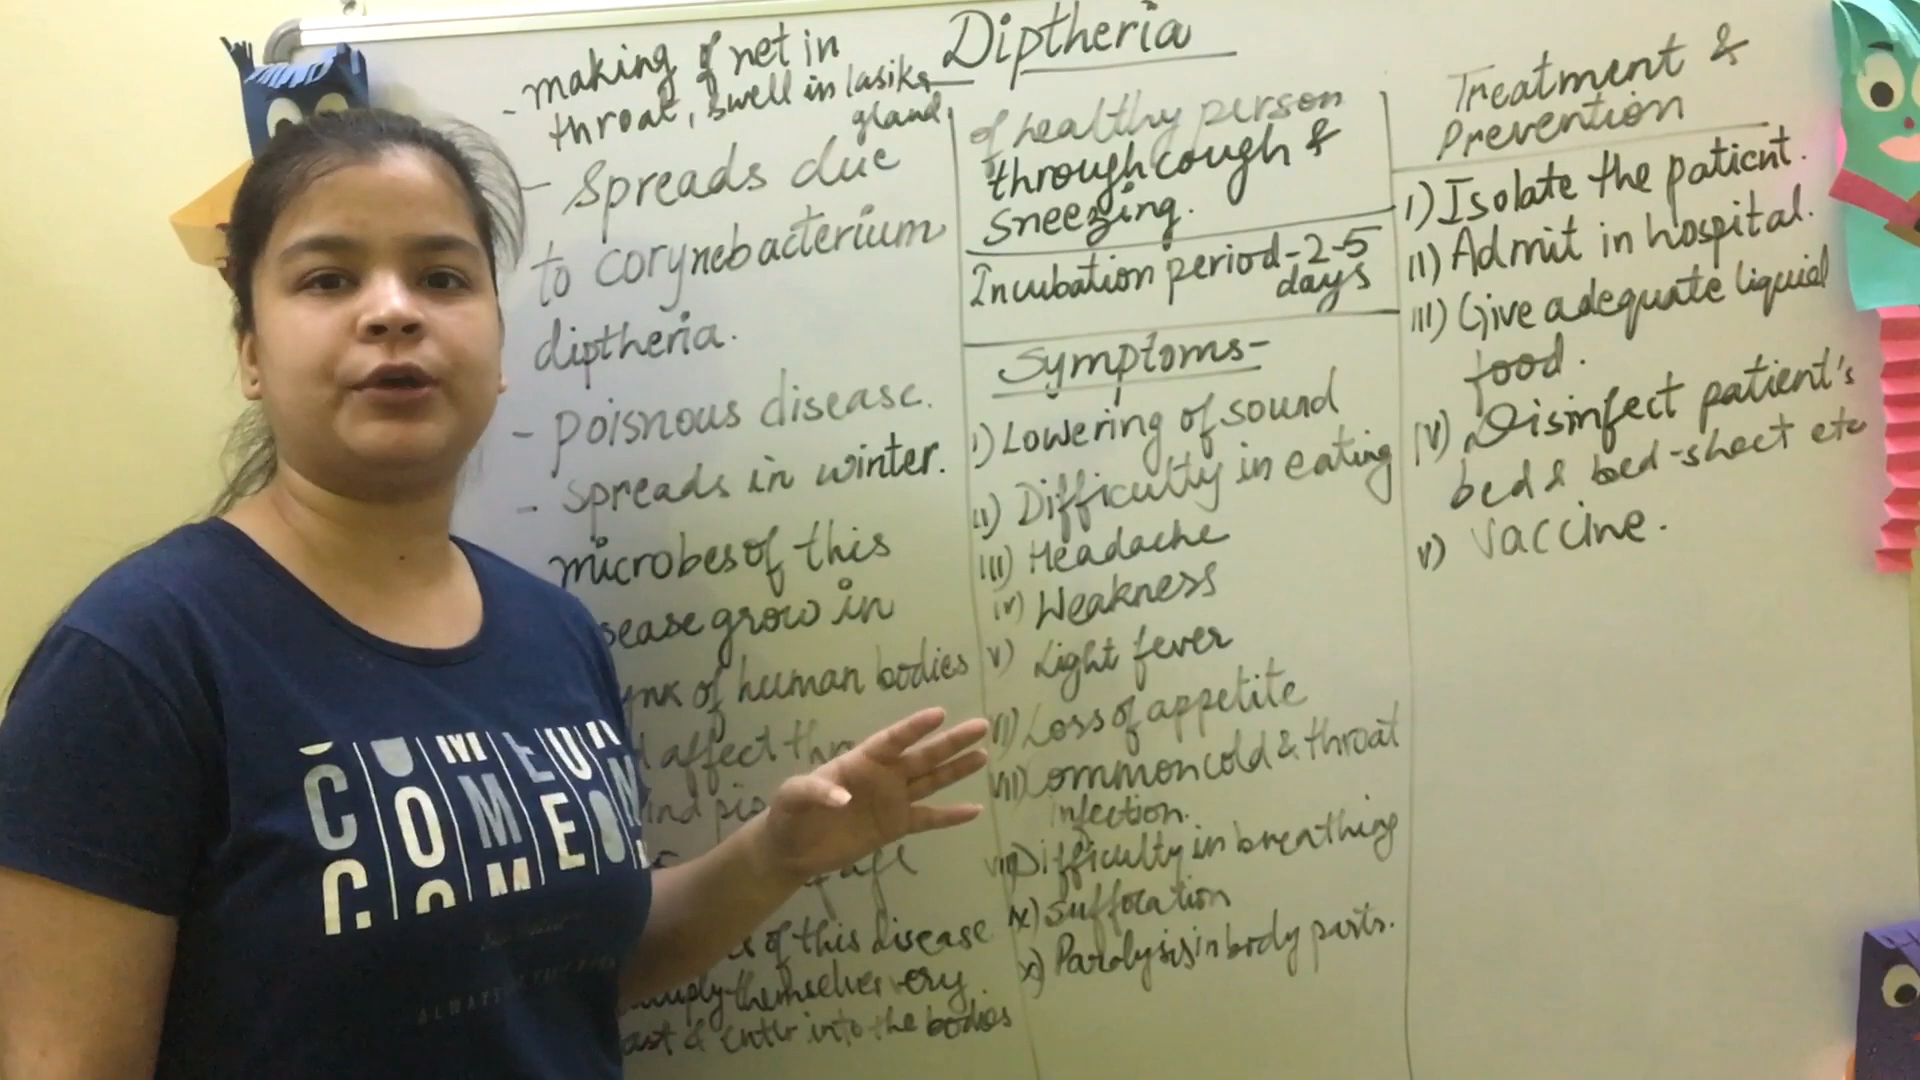 Diptheria
- making of net in
throat, swell in lasika
gland
- Spreads due
to corynebacterium
diptheria.
- poisnous disease.
- spreads in winter.
microbes of this
sease grow in
of human bodies
affect
of this disease
themselves very
& enter into the bodies
of healthy person
through cough &
sneezing.
Incubation period - 2-5
days
Symptoms-
i) Lowering of sound
ii) Difficulty in eating
iii) Headache
iv) Weakness
v) Light fever
vi) Loss of appetite
vii) Common cold & throat
infection.
viii) Difficulty in breathing
ix) Suffocation
x) Paralysis in body parts.
Treatment &
Prevention
I) Isolate the patient.
II) Admit in hospital.
III) Give adequate liquid
food.
IV) Disinfect patient's
bed & bed-sheet etc
V) Vaccine.
COMEON
COMEON